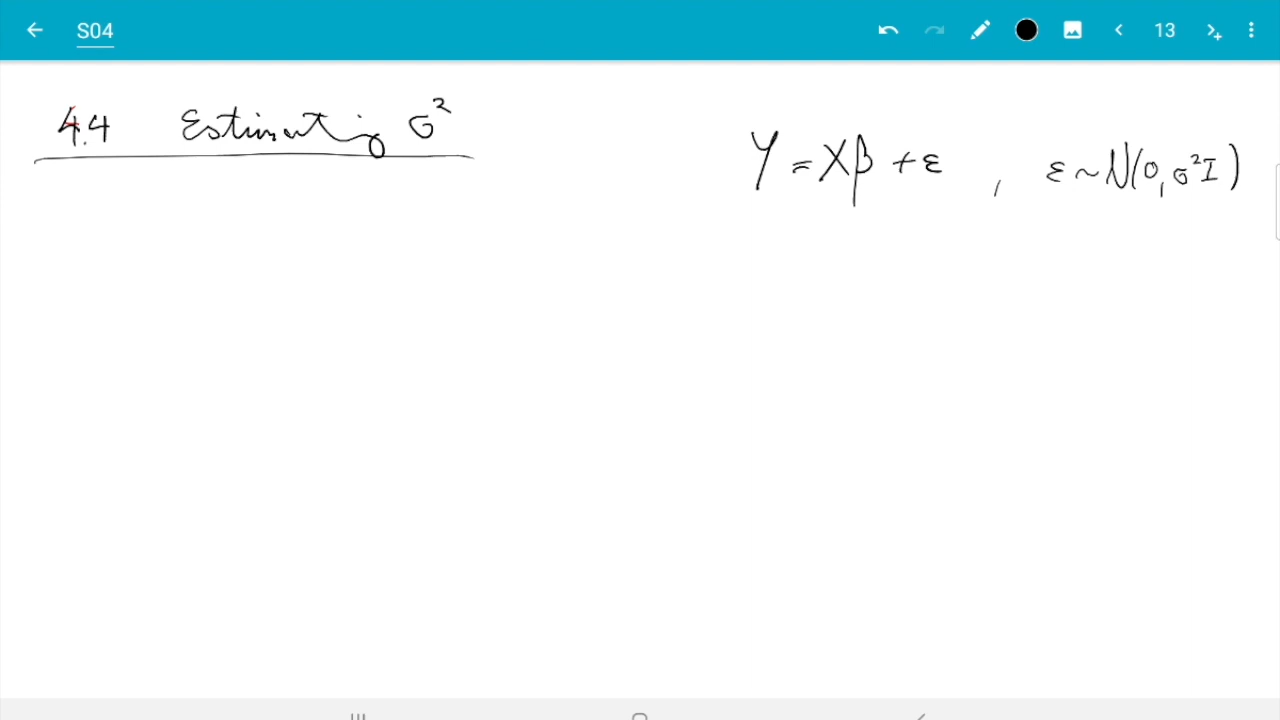 S04
13
4.4 Estimating σ²
Y = Xβ + ε , ε ~ N(0, σ²I)